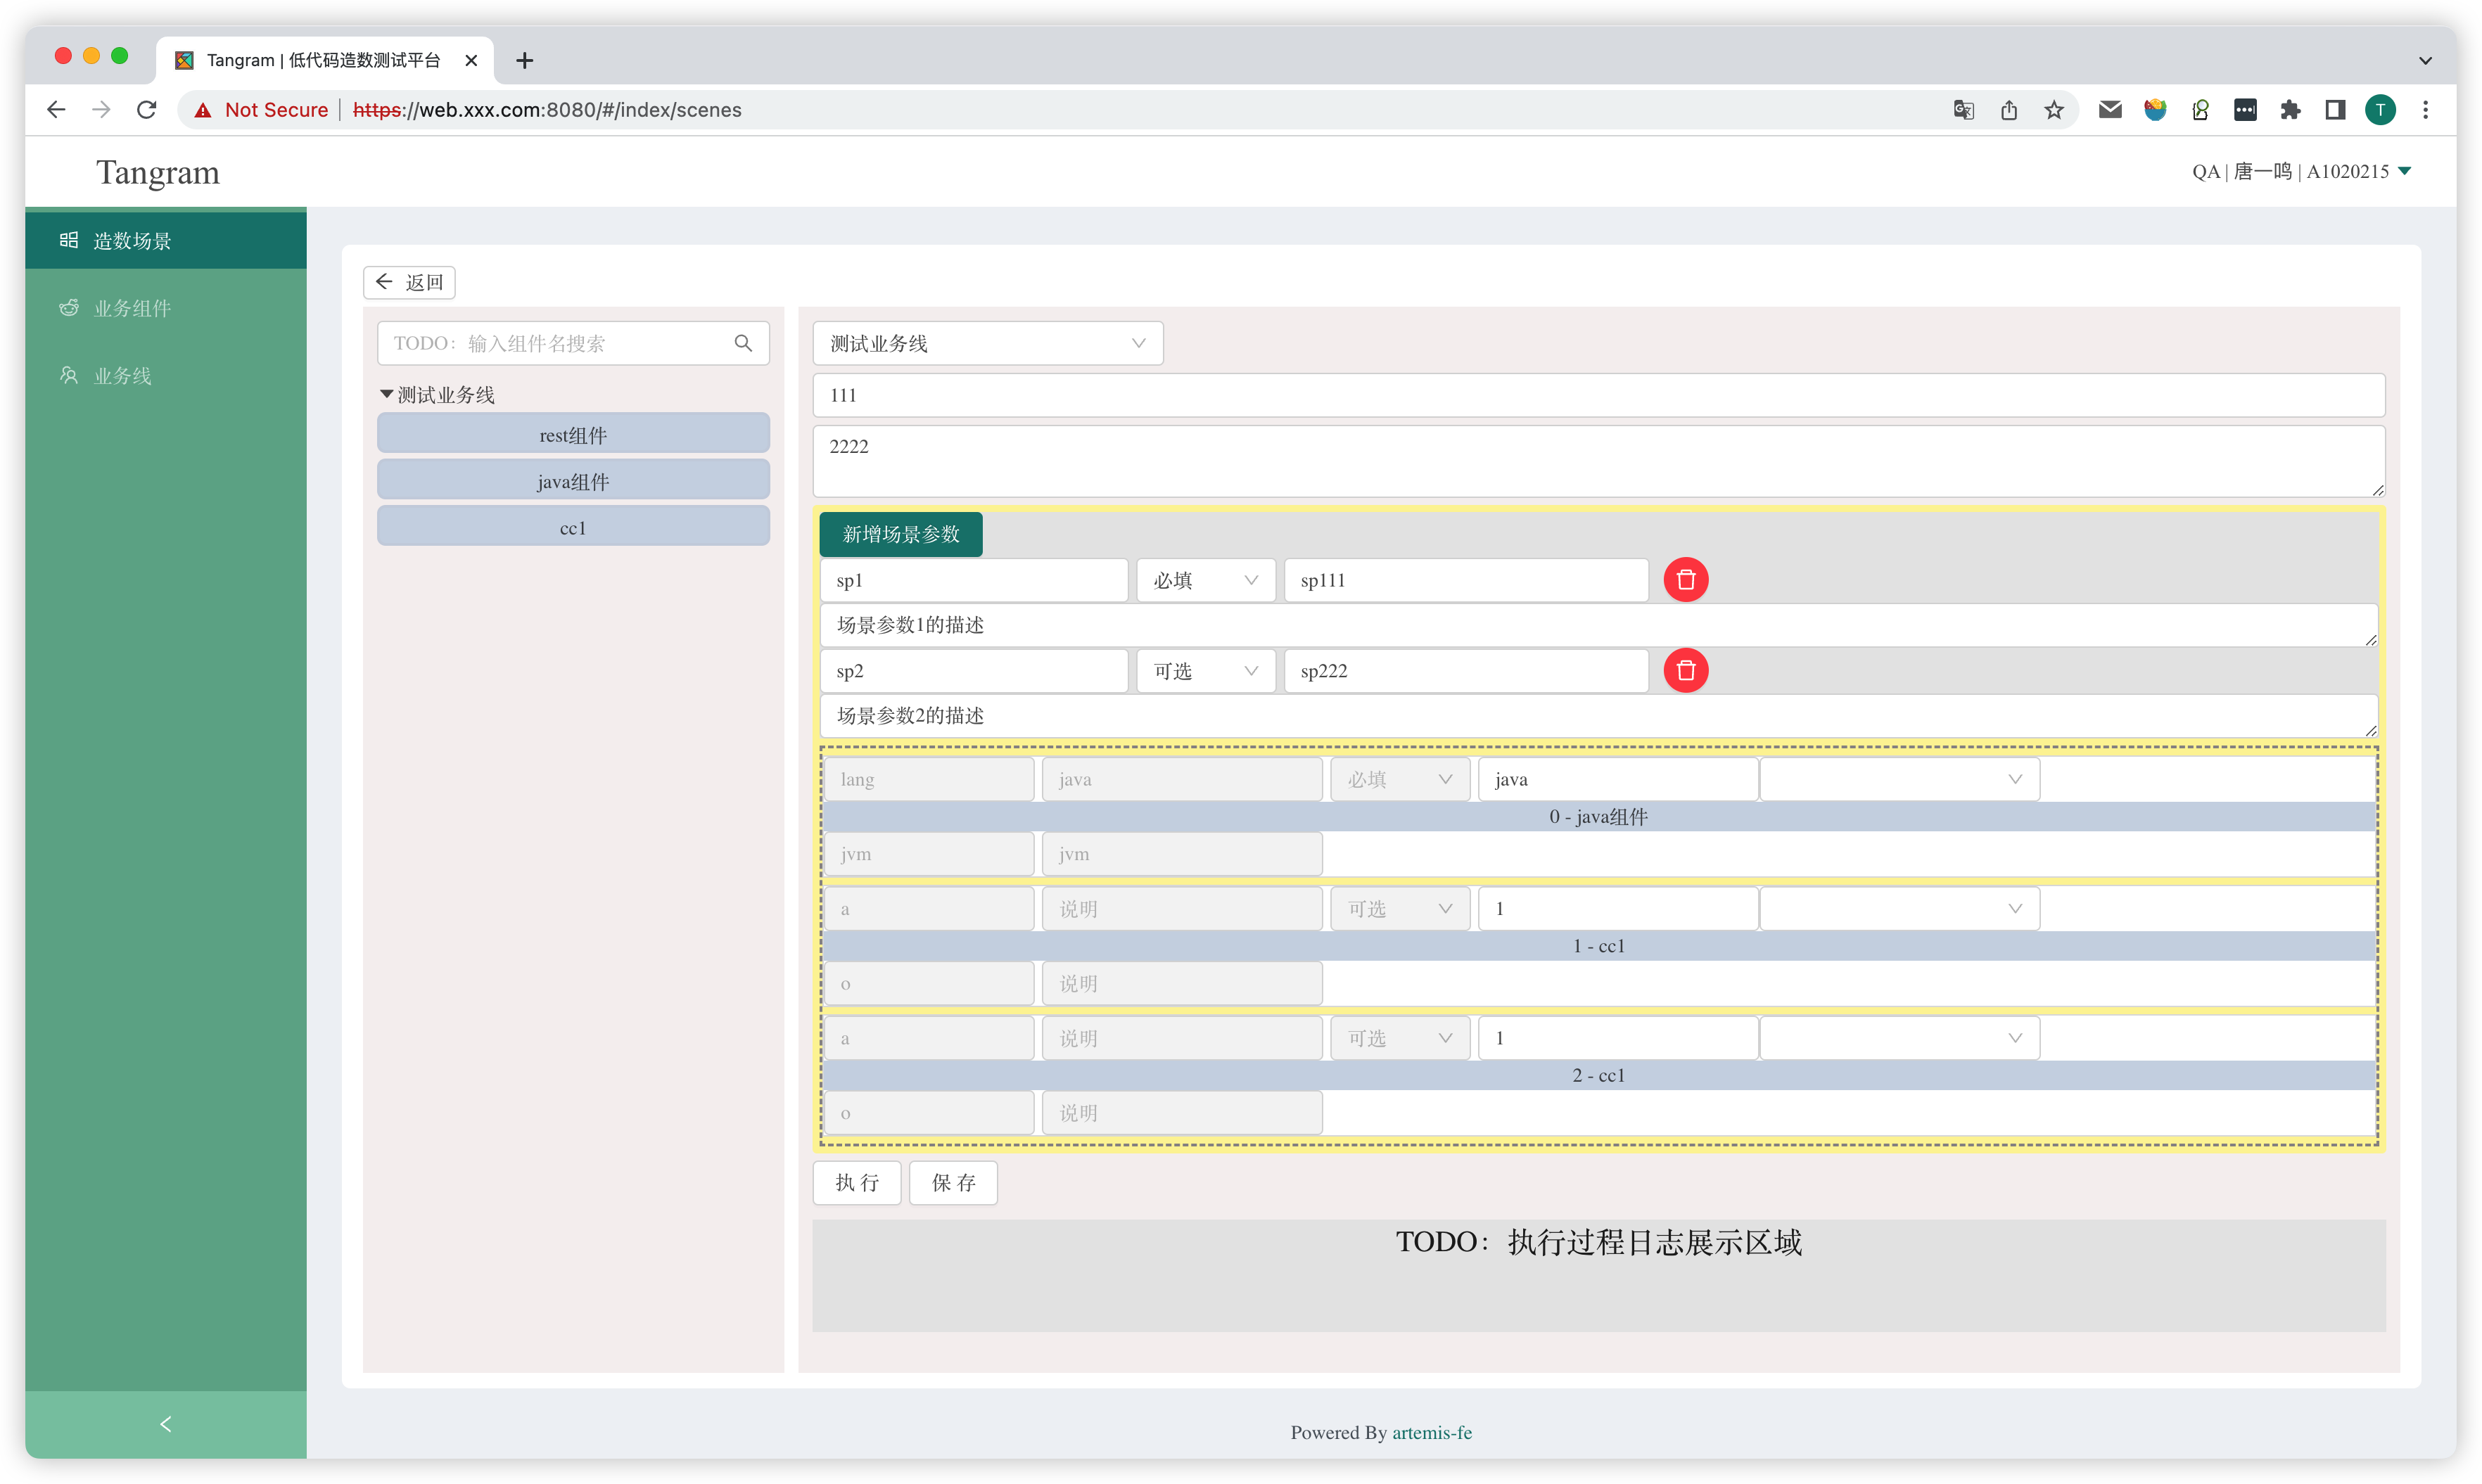 Tangram | 低代码造数测试平台
Not Secure | https://web.xxx.com:8080/#/index/scenes
T
Tangram
QA | 唐一鸣 | A1020215
造数场景
业务组件
业务线
返回
TODO：输入组件名搜索
测试业务线
rest组件
java组件
cc1
测试业务线
111
2222
新增场景参数
sp1 必填 sp111
场景参数1的描述
sp2 可选 sp222
场景参数2的描述
lang java 必填 java
0 - java组件
jvm jvm
a 说明 可选 1
1 - cc1
o 说明
a 说明 可选 1
2 - cc1
o 说明
执 行 保 存
TODO：执行过程日志展示区域
Powered By artemis-fe